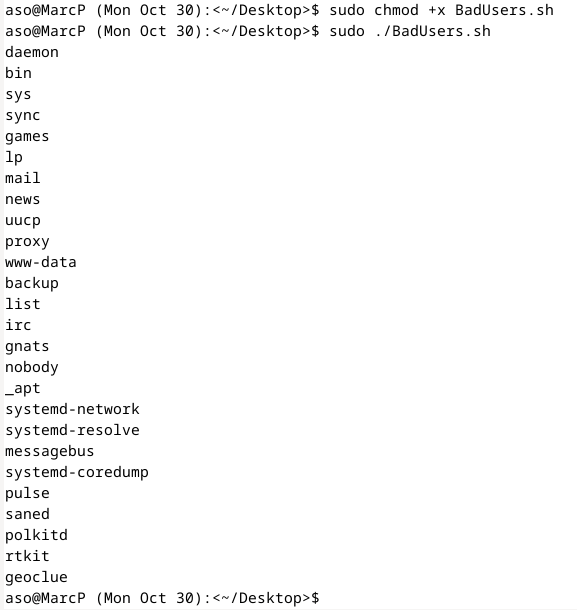 aso@MarcP (Mon Oct 30):<~/Desktop>$ sudo chmod +x BadUsers.sh
aso@MarcP (Mon Oct 30):<~/Desktop>$ sudo ./BadUsers.sh
daemon
bin
sys
sync
games
lp
mail
news
uucp
proxy
www-data
backup
list
irc
gnats
nobody
_apt
systemd-network
systemd-resolve
messagebus
systemd-coredump
pulse
saned
polkitd
rtkit
geoclue
aso@MarcP (Mon Oct 30):<~/Desktop>$